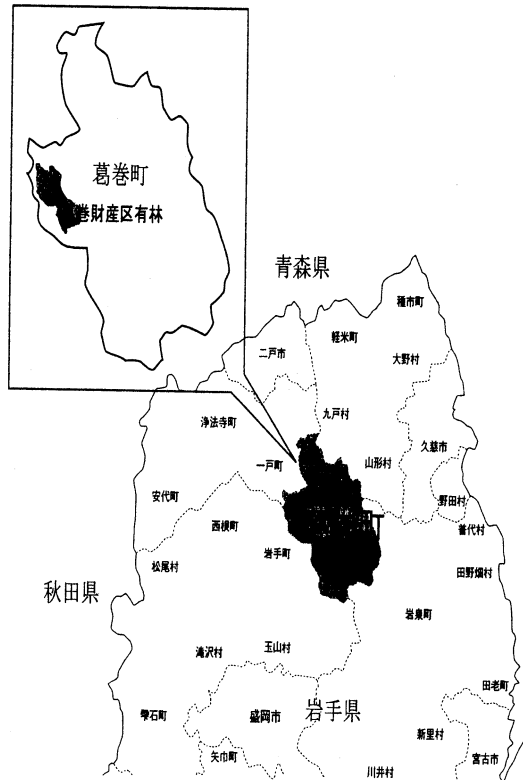 葛巻町
巻財産区有林
青森県
種市町
軽米町
二戸市
大野村
九戸村
浄法寺町
久慈市
一戸町
山形村
安代町
野田村
西根町
普代村
岩手町
松尾村
田野畑村
秋田県
岩泉町
玉山村
滝沢村
田老町
雫石町
盛岡市
岩手県
新里村
矢巾町
宮古市
川井村